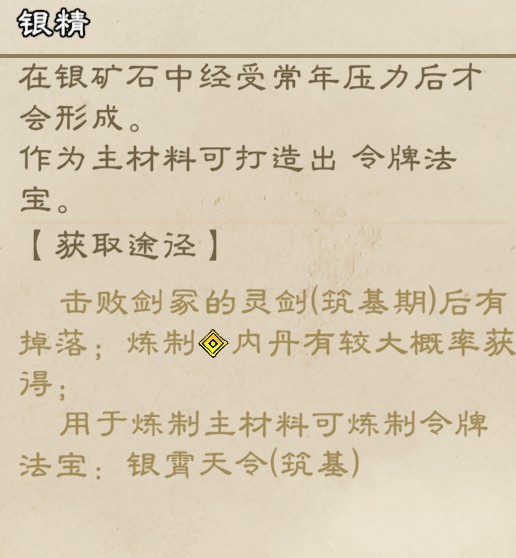 银精
在银矿石中经受常年压力后才
会形成。
作为主材料可打造出 令牌法
宝。
【获取途径】
击败剑冢的灵剑(筑基期)后有
掉落；炼制内丹有较大概率获
得；
用于炼制主材料可炼制令牌
法宝：银霄天令(筑基)